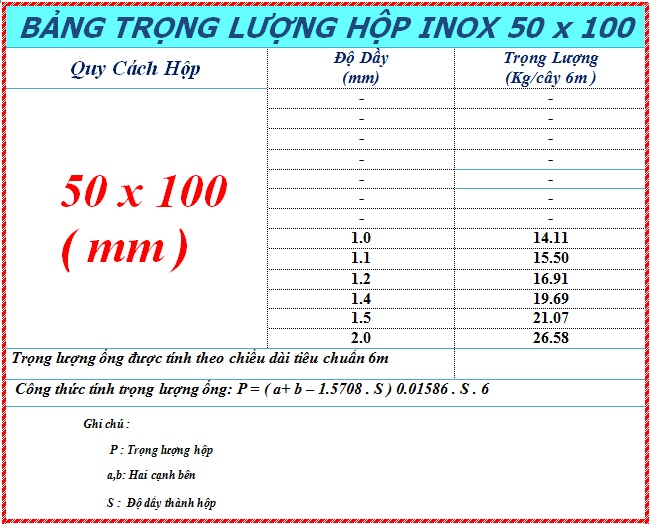 BẢNG TRỌNG LƯỢNG HỘP INOX 50 x 100
Quy Cách Hộp
Độ Dầy
(mm)
Trọng Lượng
(Kg/cây 6m )
- -
- -
- -
- -
- -
- -
- -
50 x 100
( mm )
1.0 14.11
1.1 15.50
1.2 16.91
1.4 19.69
1.5 21.07
2.0 26.58
Trọng lượng ống được tính theo chiều dài tiêu chuẩn 6m
Công thức tính trọng lượng ống: P = ( a+ b – 1.5708 . S ) 0.01586 . S . 6
Ghi chú :
P : Trọng lượng hộp
a,b: Hai cạnh bên
S : Độ dầy thành hộp